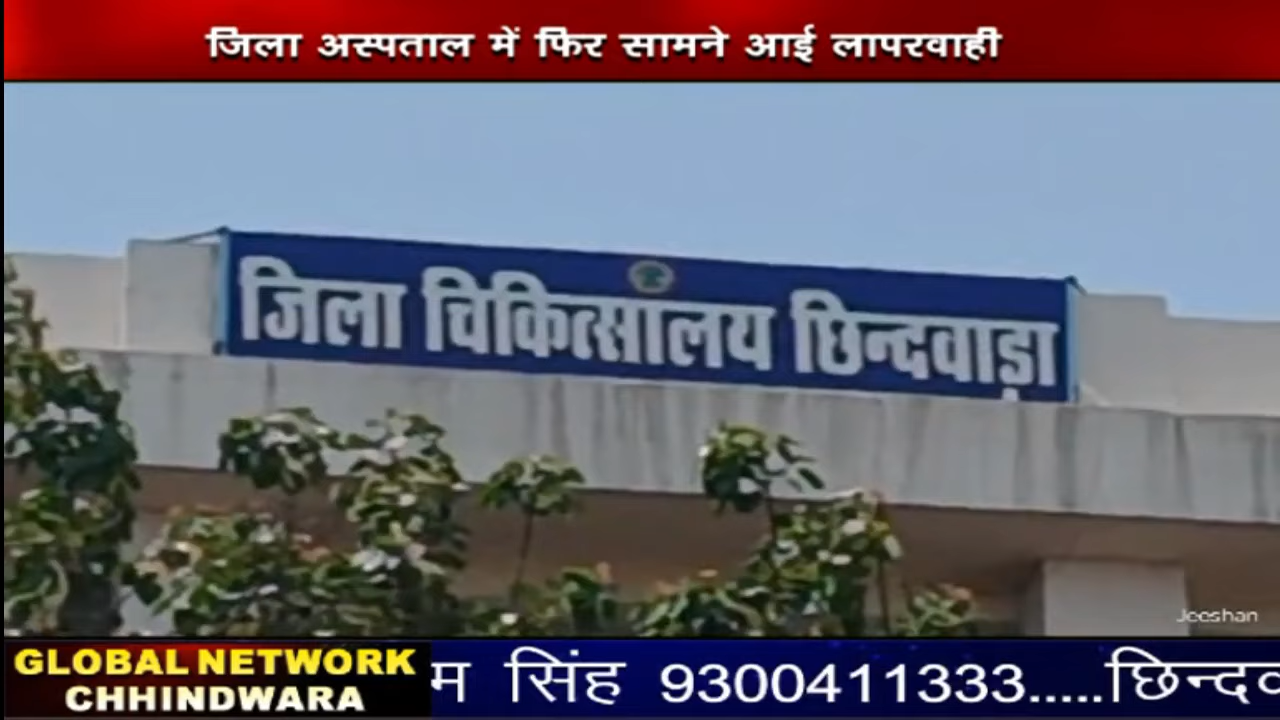 जिला अस्पताल में फिर सामने आई लापरवाही
जिला चिकित्सालय छिन्दवाड़ा
Jeeshan
GLOBAL NETWORK
CHHINDWARA
म सिंह 9300411333.....छिन्दव